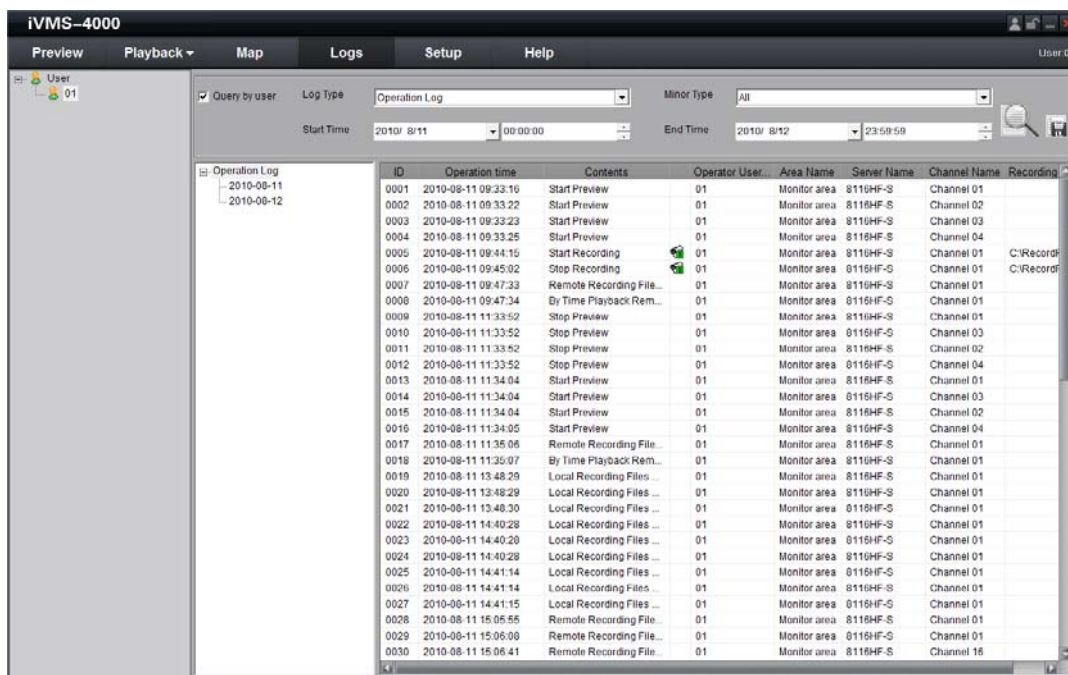 iVMS-4000
Preview Playback Map Logs Setup Help User
User
01
Query by user Log Type Operation Log Minor Type All
Start Time 2010/ 8/11 00:00:00 End Time 2010/ 8/12 23:59:59
Operation Log
2010-08-11
2010-08-12
ID Operation time Contents Operator User... Area Name Server Name Channel Name Recording
0001 2010-08-11 09:33:16 Start Preview 01 Monitor area 8116HF-S Channel 01
0002 2010-08-11 09:33:22 Start Preview 01 Monitor area 8116HF-S Channel 02
0003 2010-08-11 09:33:23 Start Preview 01 Monitor area 8116HF-S Channel 03
0004 2010-08-11 09:33:25 Start Preview 01 Monitor area 8116HF-S Channel 04
0005 2010-08-11 09:44:15 Start Recording 01 Monitor area 8116HF-S Channel 01 C:\Record
0006 2010-08-11 09:45:02 Stop Recording 01 Monitor area 8116HF-S Channel 01 C:\Record
0007 2010-08-11 09:47:33 Remote Recording File... 01 Monitor area 8116HF-S Channel 01
0008 2010-08-11 09:47:34 By Time Playback Rem... 01 Monitor area 8116HF-S Channel 01
0009 2010-08-11 11:33:52 Stop Preview 01 Monitor area 8116HF-S Channel 01
0010 2010-08-11 11:33:52 Stop Preview 01 Monitor area 8116HF-S Channel 03
0011 2010-08-11 11:33:52 Stop Preview 01 Monitor area 8116HF-S Channel 02
0012 2010-08-11 11:33:52 Stop Preview 01 Monitor area 8116HF-S Channel 04
0013 2010-08-11 11:34:04 Start Preview 01 Monitor area 8116HF-S Channel 01
0014 2010-08-11 11:34:04 Start Preview 01 Monitor area 8116HF-S Channel 03
0015 2010-08-11 11:34:04 Start Preview 01 Monitor area 8116HF-S Channel 02
0016 2010-08-11 11:34:05 Start Preview 01 Monitor area 8116HF-S Channel 04
0017 2010-08-11 11:35:06 Remote Recording File... 01 Monitor area 8116HF-S Channel 01
0018 2010-08-11 11:35:07 By Time Playback Rem... 01 Monitor area 8116HF-S Channel 01
0019 2010-08-11 13:48:29 Local Recording Files ... 01 Monitor area 8116HF-S Channel 01
0020 2010-08-11 13:48:29 Local Recording Files ... 01 Monitor area 8116HF-S Channel 01
0021 2010-08-11 13:48:30 Local Recording Files ... 01 Monitor area 8116HF-S Channel 01
0022 2010-08-11 14:40:28 Local Recording Files ... 01 Monitor area 8116HF-S Channel 01
0023 2010-08-11 14:40:28 Local Recording Files ... 01 Monitor area 8116HF-S Channel 01
0024 2010-08-11 14:40:28 Local Recording Files ... 01 Monitor area 8116HF-S Channel 01
0025 2010-08-11 14:41:14 Local Recording Files ... 01 Monitor area 8116HF-S Channel 01
0026 2010-08-11 14:41:14 Local Recording Files ... 01 Monitor area 8116HF-S Channel 01
0027 2010-08-11 14:41:15 Local Recording Files ... 01 Monitor area 8116HF-S Channel 01
0028 2010-08-11 15:05:55 Remote Recording File... 01 Monitor area 8116HF-S Channel 01
0029 2010-08-11 15:06:08 Remote Recording File... 01 Monitor area 8116HF-S Channel 01
0030 2010-08-11 15:06:41 Remote Recording File... 01 Monitor area 8116HF-S Channel 16